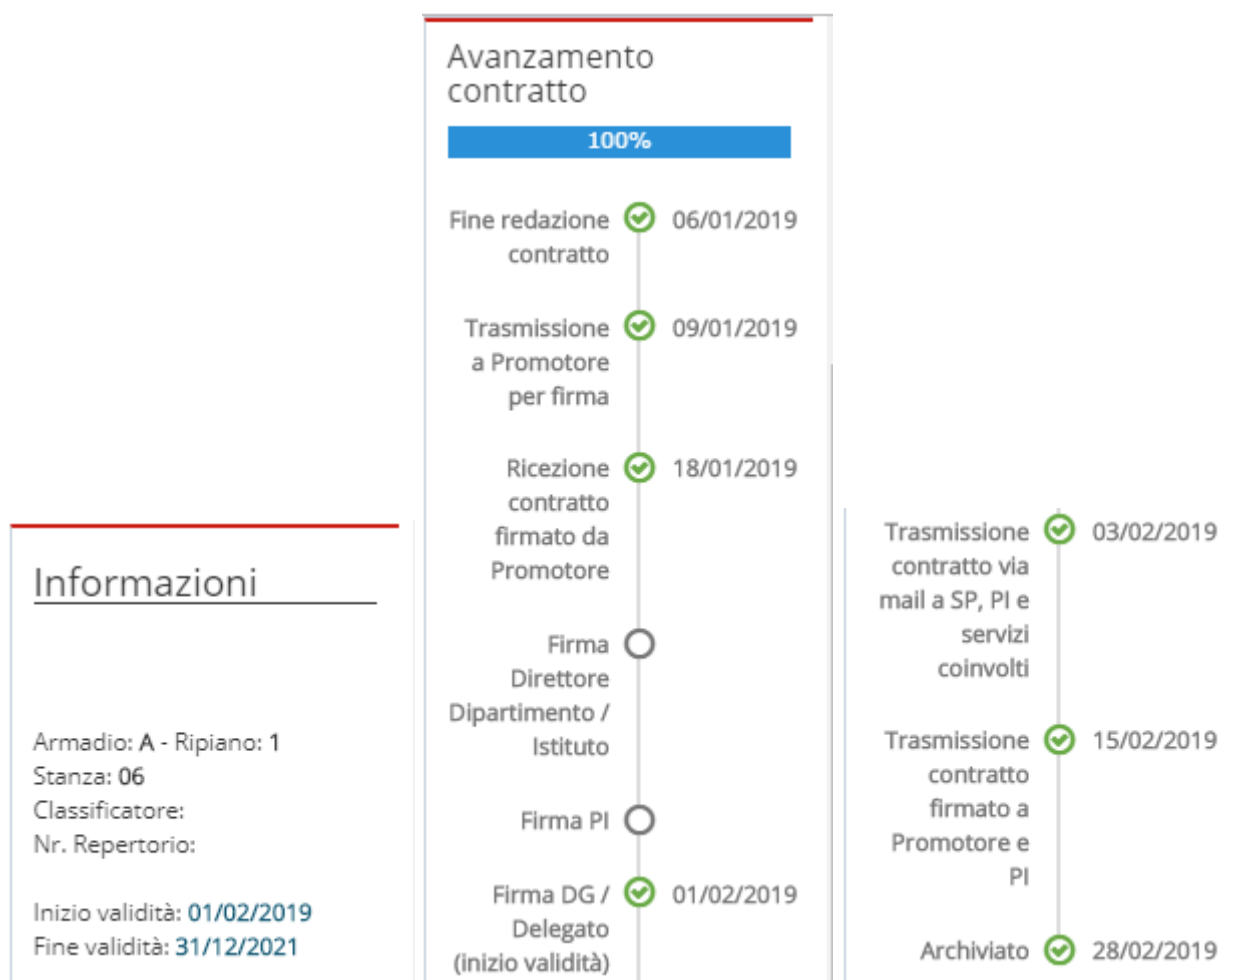 Informazioni
Armadio: A - Ripiano: 1
Stanza: 06
Classificatore:
Nr. Repertorio:
Inizio validità: 01/02/2019
Fine validità: 31/12/2021
Avanzamento
contratto
100%
Fine redazione 06/01/2019
contratto
Trasmissione 09/01/2019
a Promotore
per firma
Ricezione 18/01/2019
contratto
firmato da
Promotore
Firma
Direttore
Dipartimento /
Istituto
Firma PI
Firma DG / 01/02/2019
Delegato
(inizio validità)
Trasmissione 03/02/2019
contratto via
mail a SP, PI e
servizi
coinvolti
Trasmissione 15/02/2019
contratto
firmato a
Promotore e
PI
Archiviato 28/02/2019